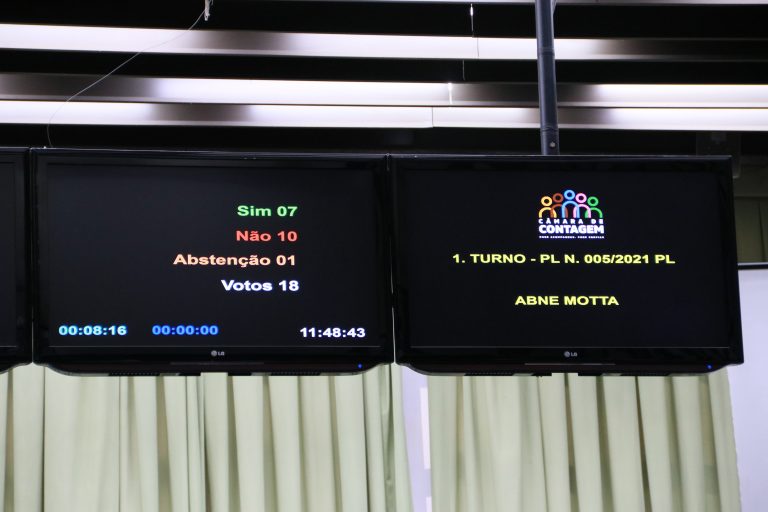 Sim 07
Não 10
Abstenção 01
Votos 18
00:08:16 00:00:00 11:48:43
LG
CÂMARA DE
CONTAGEM
1. TURNO - PL N. 005/2021 PL
ABNE MOTTA
LG